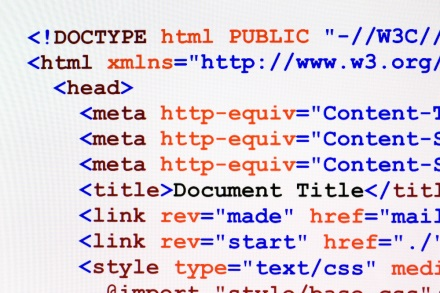 <!DOCTYPE html PUBLIC "-//W3C//
<html xmlns="http://www.w3.org/
<head>
<meta http-equiv="Content-T
<meta http-equiv="Content-S
<meta http-equiv="Content-S
<title>Document Title</titl
<link rev="made" href="mail
<link rev="start" href="./"
<style type="text/css" medi
@import "style/base.css"